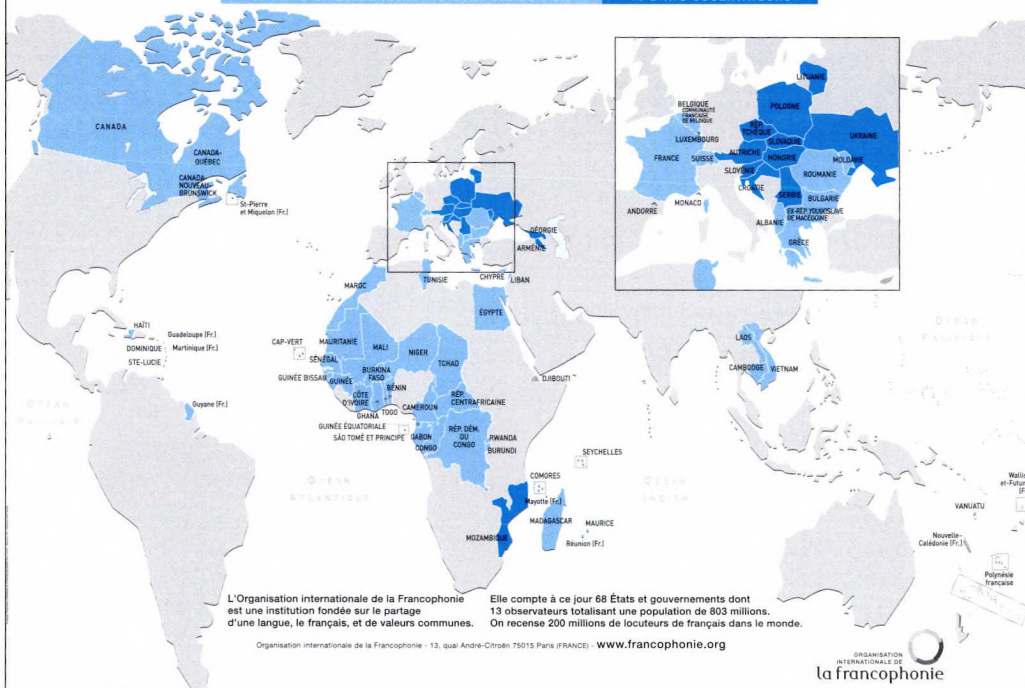 CANADA
CANADA-
QUÉBEC
CANADA-
NOUVEAU-
BRUNSWICK
St-Pierre
et Miquelon (Fr.)
HAÏTI
Guadeloupe (Fr.)
DOMINIQUE
Martinique (Fr.)
STE-LUCIE
Guyane (Fr.)
OCÉAN
ATLANTIQUE
GÉORGIE
ARMÉNIE
MAROC
TUNISIE
CHYPRE
LIBAN
ÉGYPTE
CAP-VERT
MAURITANIE
MALI
NIGER
TCHAD
SÉNÉGAL
GUINÉE BISSAU
GUINÉE
BURKINA
FASO
BÉNIN
CÔTE
D'IVOIRE
GHANA
TOGO
CAMEROUN
RÉP.
CENTRAFRICAINE
DJIBOUTI
GUINÉE ÉQUATORIALE
SÃO TOMÉ ET PRINCIPE
GABON
CONGO
RÉP. DÉM.
DU
CONGO
RWANDA
BURUNDI
SEYCHELLES
COMORES
Mayotte (Fr.)
MADAGASCAR
MAURICE
Réunion (Fr.)
MOZAMBIQUE
OCÉAN
INDIEN
LITUANIE
BELGIQUE
COMMUNAUTÉ
FRANÇAISE
DE BELGIQUE
POLOGNE
LUXEMBOURG
RÉP.
TCHÈQUE
SLOVAQUIE
UKRAINE
FRANCE
SUISSE
AUTRICHE
HONGRIE
MOLDAVIE
SLOVÉNIE
ROUMANIE
CROATIE
SERBIE
MONACO
BULGARIE
ANDORRE
ALBANIE
EX-RÉP. YOUGOSLAVE
DE MACÉDOINE
GRÈCE
LAOS
CAMBODGE
VIETNAM
OCÉAN
VANUATU
Nouvelle-
Calédonie (Fr.)
Wallis
et-Futuna
Polynésie
française
L'Organisation internationale de la Francophonie
est une institution fondée sur le partage
d'une langue, le français, et de valeurs communes.
Elle compte à ce jour 68 États et gouvernements dont
13 observateurs totalisant une population de 803 millions.
On recense 200 millions de locuteurs de français dans le monde.
Organisation internationale de la Francophonie - 13, quai André-Citroën 75015 Paris (FRANCE) - www.francophonie.org
ORGANISATION
INTERNATIONALE DE
la francophonie